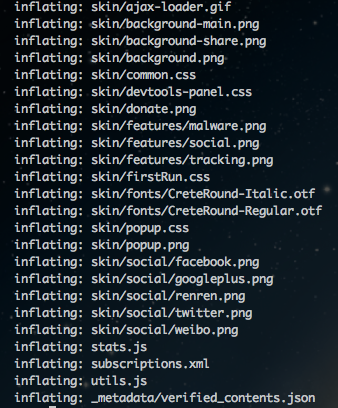 inflating: skin/ajax-loader.gif
inflating: skin/background-main.png
inflating: skin/background-share.png
inflating: skin/background.png
inflating: skin/common.css
inflating: skin/devtools-panel.css
inflating: skin/donate.png
inflating: skin/features/malware.png
inflating: skin/features/social.png
inflating: skin/features/tracking.png
inflating: skin/firstRun.css
inflating: skin/fonts/CreteRound-Italic.otf
inflating: skin/fonts/CreteRound-Regular.otf
inflating: skin/popup.css
inflating: skin/popup.png
inflating: skin/social/facebook.png
inflating: skin/social/googleplus.png
inflating: skin/social/renren.png
inflating: skin/social/twitter.png
inflating: skin/social/weibo.png
inflating: stats.js
inflating: subscriptions.xml
inflating: utils.js
inflating: _metadata/verified_contents.json